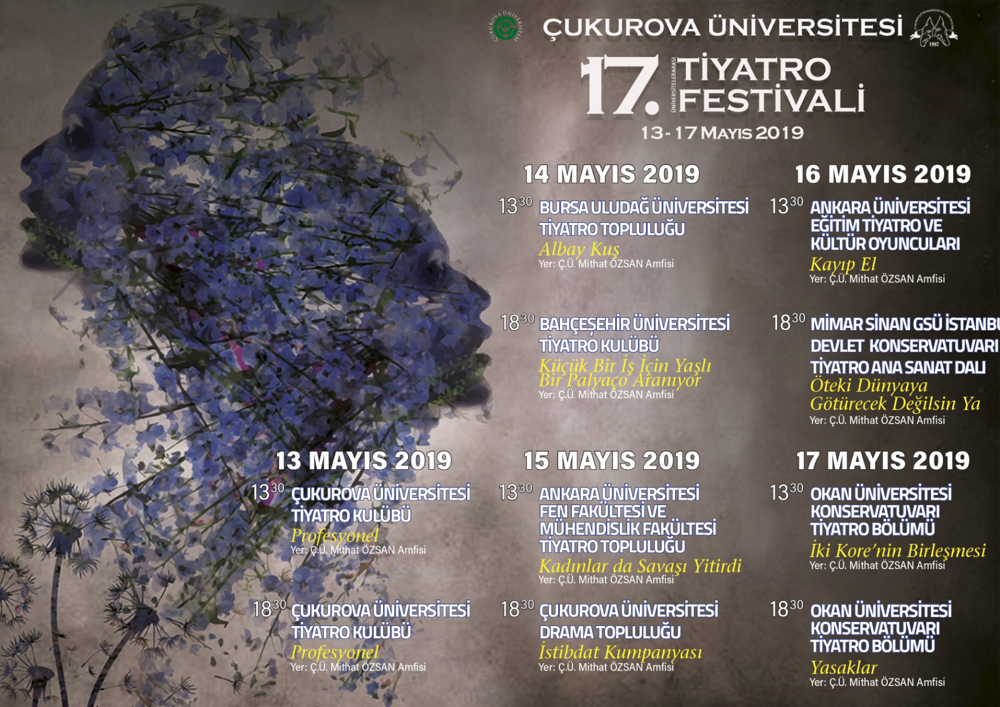 ÇUKUROVA ÜNİVERSİTESİ
ÇUKUROVA ÜNİVERSİTESİ
1992
17.
ÜNİVERSİTELERARASI
TİYATRO
FESTİVALİ
13 - 17 MAYIS 2019
13 MAYIS 2019
13³⁰ ÇUKUROVA ÜNİVERSİTESİ
TİYATRO KULÜBÜ
Profesyonel
Yer: Ç.Ü. Mithat ÖZSAN Amfisi
18³⁰ ÇUKUROVA ÜNİVERSİTESİ
TİYATRO KULÜBÜ
Profesyonel
Yer: Ç.Ü. Mithat ÖZSAN Amfisi
14 MAYIS 2019
13³⁰ BURSA ULUDAĞ ÜNİVERSİTESİ
TİYATRO TOPLULUĞU
Albay Kuş
Yer: Ç.Ü. Mithat ÖZSAN Amfisi
18³⁰ BAHÇEŞEHİR ÜNİVERSİTESİ
TİYATRO KULÜBÜ
Küçük Bir İş İçin Yaşlı
Bir Palyaço Aranıyor
Yer: Ç.Ü. Mithat ÖZSAN Amfisi
15 MAYIS 2019
13³⁰ ANKARA ÜNİVERSİTESİ
FEN FAKÜLTESİ VE
MÜHENDİSLİK FAKÜLTESİ
TİYATRO TOPLULUĞU
Kadınlar da Savaşı Yitirdi
Yer: Ç.Ü. Mithat ÖZSAN Amfisi
18³⁰ ÇUKUROVA ÜNİVERSİTESİ
DRAMA TOPLULUĞU
İstibdat Kumpanyası
Yer: Ç.Ü. Mithat ÖZSAN Amfisi
16 MAYIS 2019
13³⁰ ANKARA ÜNİVERSİTESİ
EĞİTİM TİYATRO VE
KÜLTÜR OYUNCULARI
Kayıp El
Yer: Ç.Ü. Mithat ÖZSAN Amfisi
18³⁰ MİMAR SİNAN GSÜ İSTANBU
DEVLET KONSERVATUVARI
TİYATRO ANA SANAT DALI
Öteki Dünyaya
Götürecek Değilsin Ya
Yer: Ç.Ü. Mithat ÖZSAN Amfisi
17 MAYIS 2019
13³⁰ OKAN ÜNİVERSİTESİ
KONSERVATUVARI
TİYATRO BÖLÜMÜ
İki Kore'nin Birleşmesi
Yer: Ç.Ü. Mithat ÖZSAN Amfisi
18³⁰ OKAN ÜNİVERSİTESİ
KONSERVATUVARI
TİYATRO BÖLÜMÜ
Yasaklar
Yer: Ç.Ü. Mithat ÖZSAN Amfisi